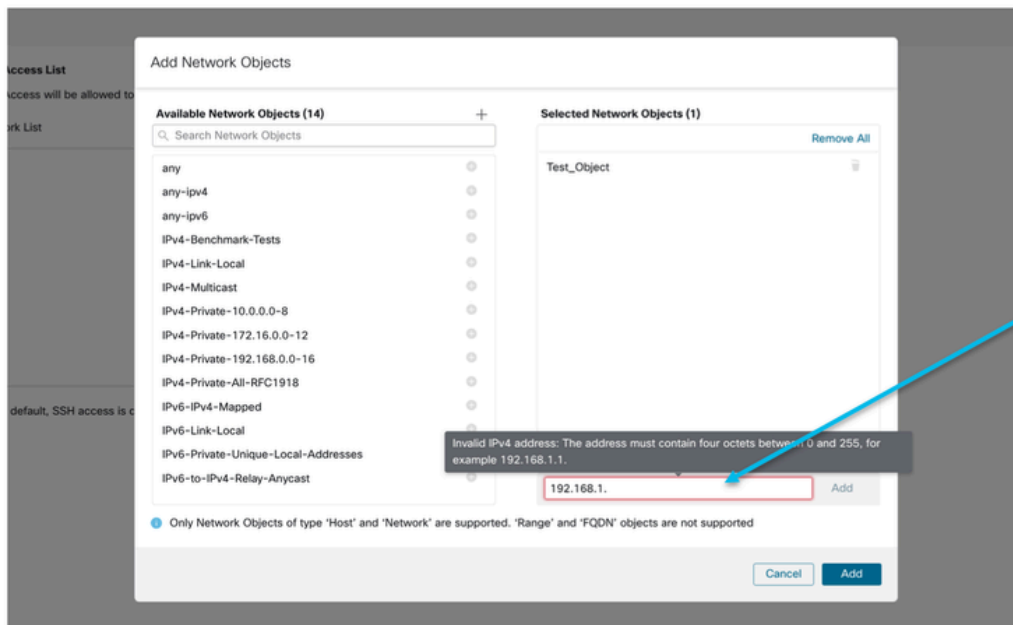 Add Network Objects
Access List
Access will be allowed to
ork List
default, SSH access is
Available Network Objects (14)
Search Network Objects
any
any-ipv4
any-ipv6
IPv4-Benchmark-Tests
IPv4-Link-Local
IPv4-Multicast
IPv4-Private-10.0.0.0-8
IPv4-Private-172.16.0.0-12
IPv4-Private-192.168.0.0-16
IPv4-Private-All-RFC1918
IPv6-IPv4-Mapped
IPv6-Link-Local
IPv6-Private-Unique-Local-Addresses
IPv6-to-IPv4-Relay-Anycast
Selected Network Objects (1)
Remove All
Test_Object
Invalid IPv4 address: The address must contain four octets between 0 and 255, for
example 192.168.1.1.
192.168.1.
Add
Only Network Objects of type 'Host' and 'Network' are supported. 'Range' and 'FQDN' objects are not supported
Cancel
Add